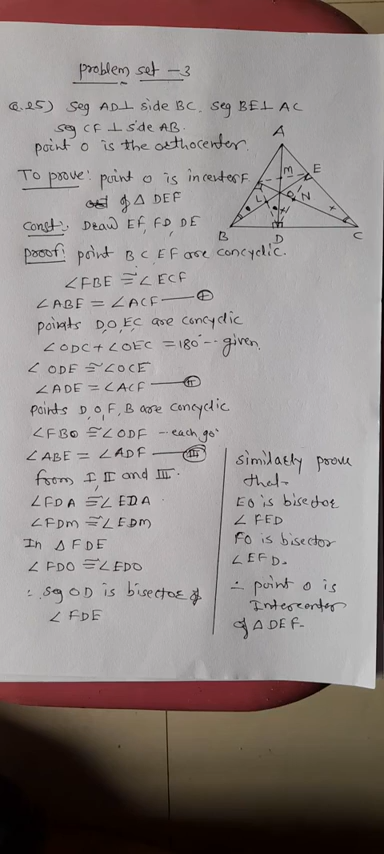 problem set - 3
Q.25) seg AD ⊥ side BC, seg BE ⊥ AC
seg CF ⊥ side AB.
point O is the orthocenter.
To prove: point O is incenter
of Δ DEF
Const:. Draw EF, FD, DE
proof: point B C, EF are concyclic.
∠FBE ≅ ∠ECF
∠ABE = ∠ACF — I
points D,O,EC are concyclic
∠ODC + ∠OEC = 180° -- given.
∠ODE ≅ ∠OCE
∠ADE = ∠ACF — II
points D,O,F,B are concyclic
∠FBO ≅ ∠ODF - each 90°
∠ABE = ∠ADF — III
from I, II and III.
∠FDA ≅ ∠EDA
∠FDM ≅ ∠EDM
In Δ FDE
∠FDO ≅ ∠EDO
∴ seg OD is bisector of
∠FDE
similarly prove
that-
EO is bisector
∠FED
FO is bisector
∠EFD.
∴ point O is
Intercenter
of Δ DEF-
A
F
M
E
L
O
N
H
B
D
C